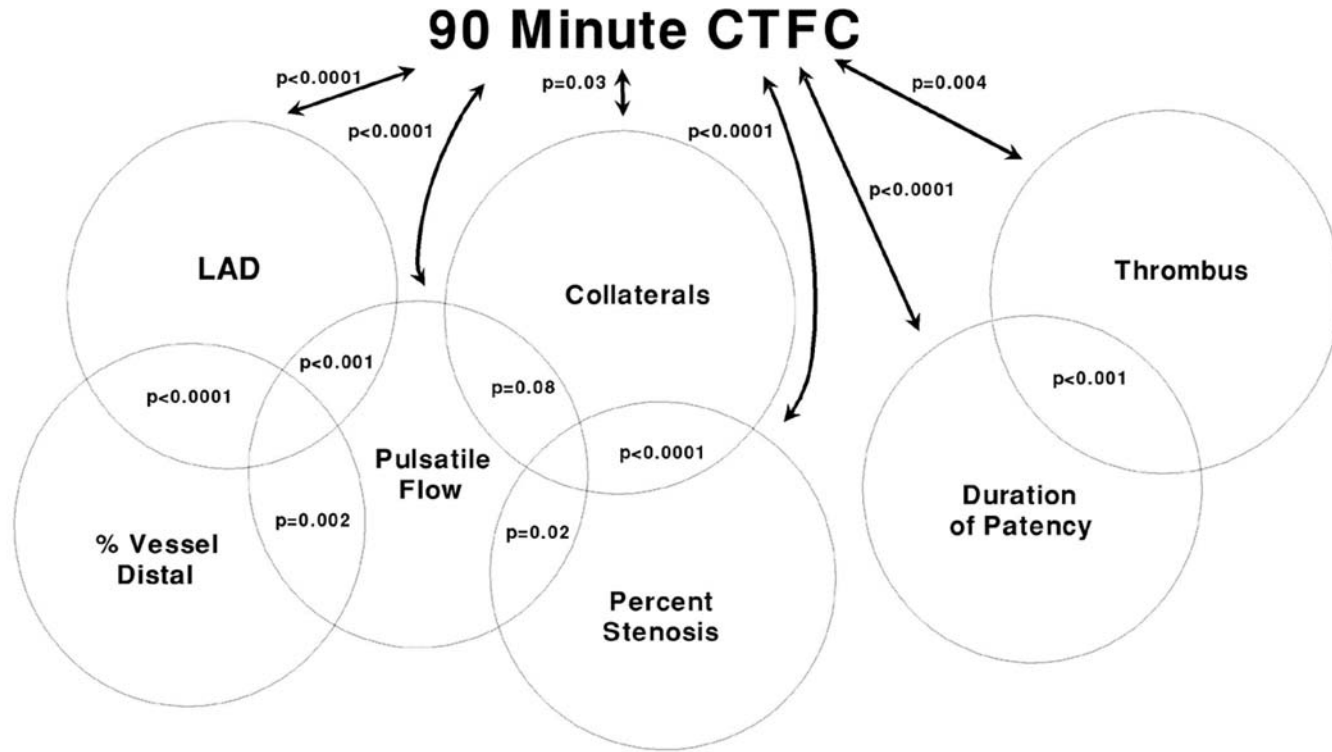 90 Minute CTFC
p<0.0001
p=0.03
p=0.004
p<0.0001
p<0.0001
p<0.0001
LAD
Collaterals
Thrombus
p<0.001
p=0.08
p<0.001
p<0.0001
p<0.0001
Pulsatile
Flow
Duration
of Patency
p=0.002
p=0.02
% Vessel
Distal
Percent
Stenosis